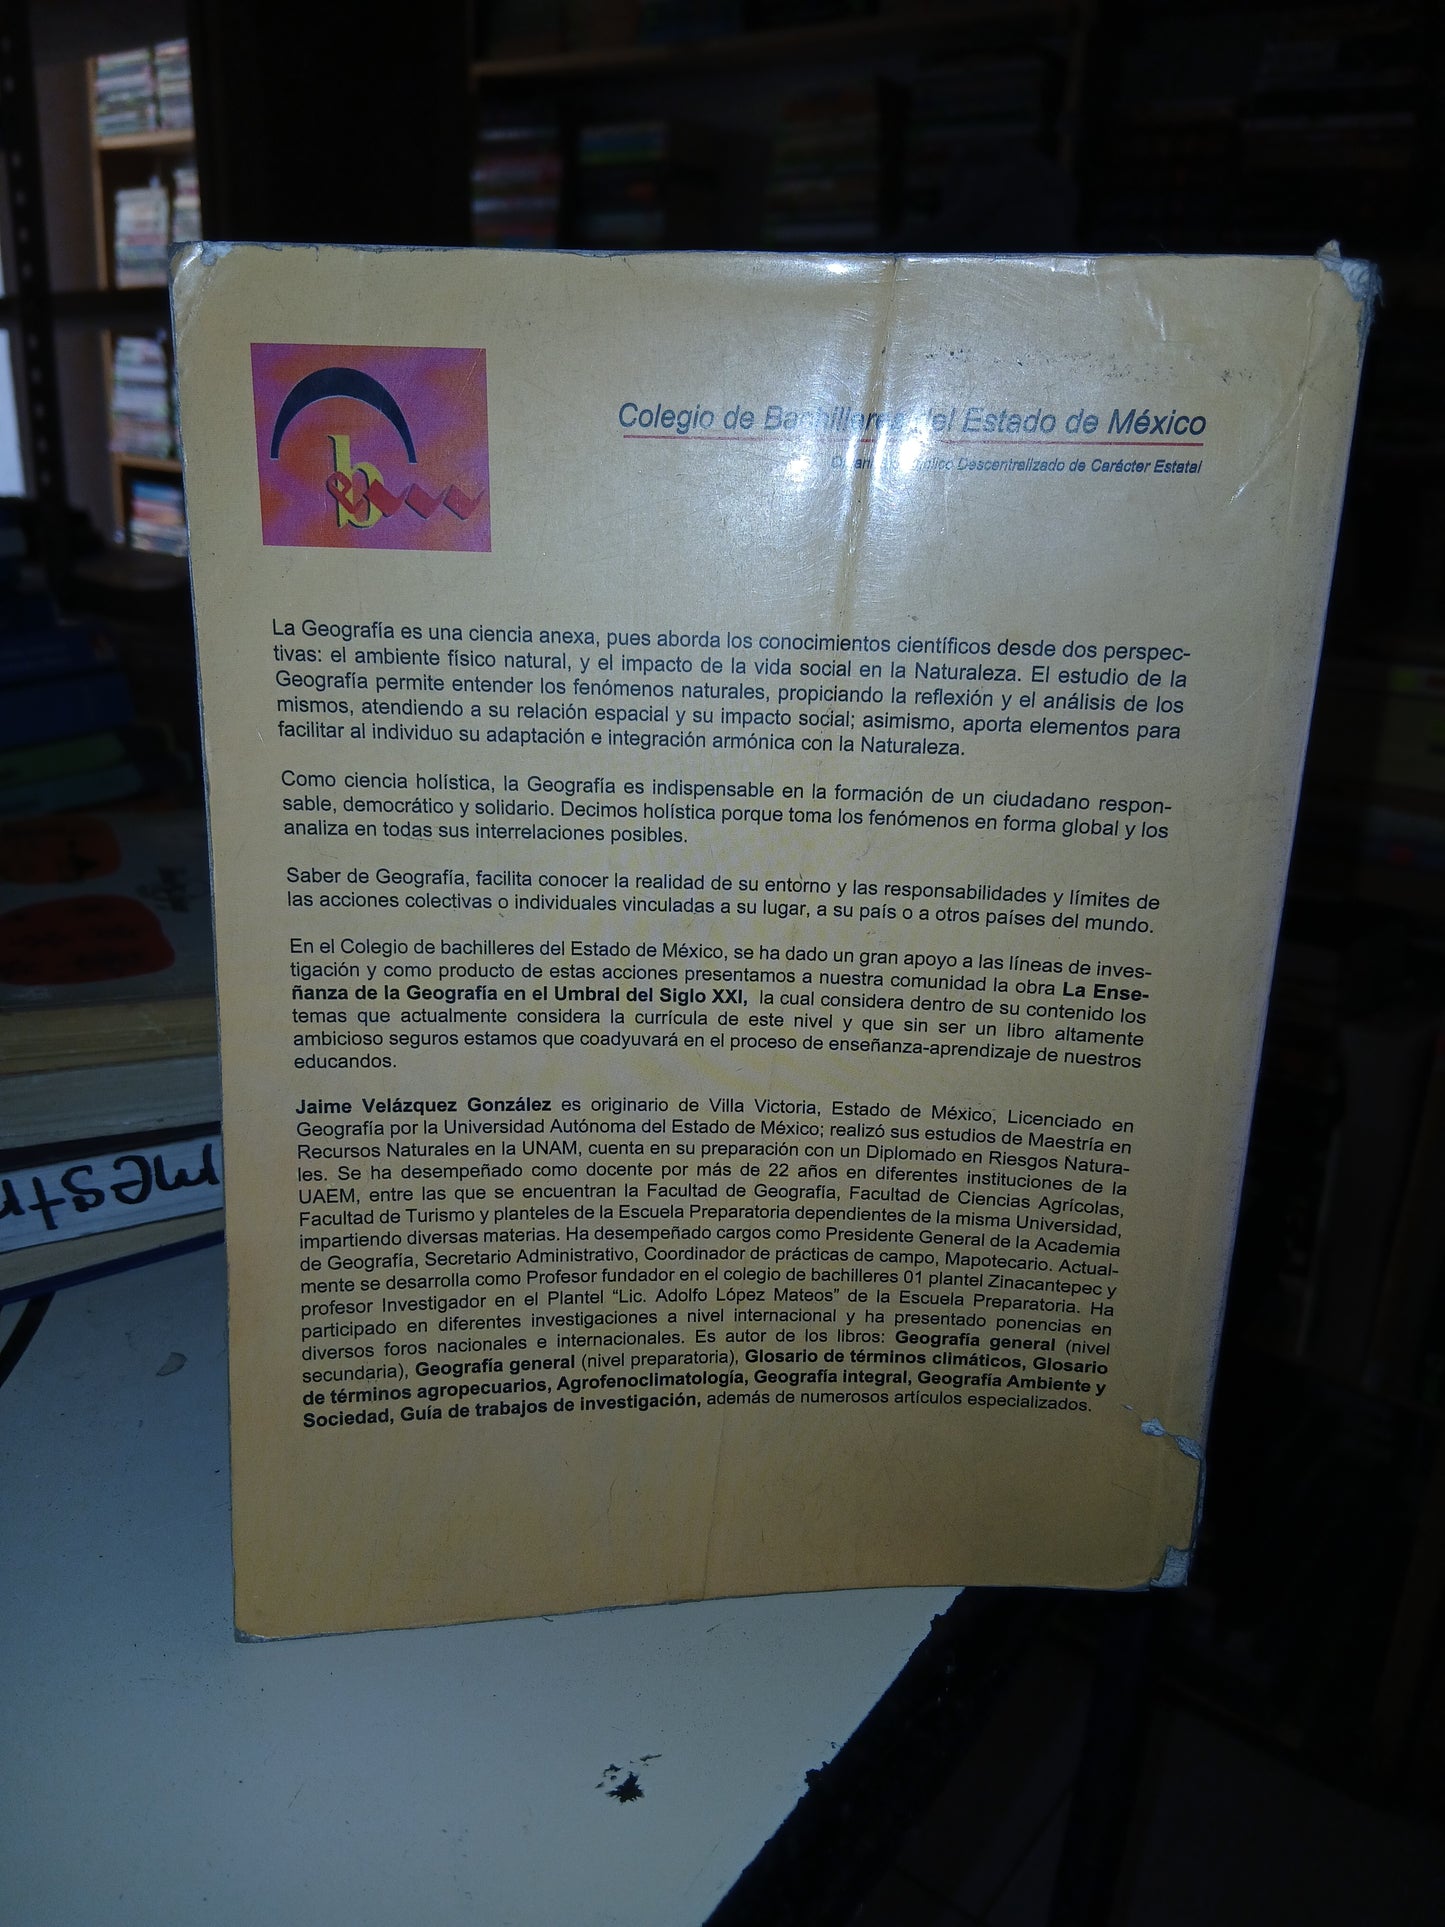 Colegio de Bachilleres del Estado de México
Descentralizado de Carácter Estatal
b
La Geografía es una ciencia anexa, pues aborda los conocimientos científicos desde dos perspec-
tivas: el ambiente físico natural, y el impacto de la vida social en la Naturaleza. El estudio de la
Geografía permite entender los fenómenos naturales, propiciando la reflexión y el análisis de los
mismos, atendiendo a su relación espacial y su impacto social; asimismo, aporta elementos para
facilitar al individuo su adaptación e integración armónica con la Naturaleza.
Como ciencia holística, la Geografía es indispensable en la formación de un ciudadano respon-
sable, democrático y solidario. Decimos holística porque toma los fenómenos en forma global y los
analiza en todas sus interrelaciones posibles.
Saber de Geografía, facilita conocer la realidad de su entorno y las responsabilidades y límites de
las acciones colectivas o individuales vinculadas a su lugar, a su país o a otros países del mundo.
En el Colegio de bachilleres del Estado de México, se ha dado un gran apoyo a las líneas de inves-
tigación y como producto de estas acciones presentamos a nuestra comunidad la obra La Ense-
ñanza de la Geografía en el Umbral del Siglo XXI, la cual considera dentro de su contenido los
temas que actualmente considera la currícula de este nivel y que sin ser un libro altamente
ambicioso seguros estamos que coadyuvará en el proceso de enseñanza-aprendizaje de nuestros
educandos.
Jaime Velázquez González es originario de Villa Victoria, Estado de México, Licenciado en
Geografía por la Universidad Autónoma del Estado de México; realizó sus estudios de Maestría en
Recursos Naturales en la UNAM, cuenta en su preparación con un Diplomado en Riesgos Natura-
les. Se ha desempeñado como docente por más de 22 años en diferentes instituciones de la
UAEM, entre las que se encuentran la Facultad de Geografía, Facultad de Ciencias Agrícolas,
Facultad de Turismo y planteles de la Escuela Preparatoria dependientes de la misma Universidad,
impartiendo diversas materias. Ha desempeñado cargos como Presidente General de la Academia
de Geografía, Secretario Administrativo, Coordinador de prácticas de campo, Mapotecario. Actual-
mente se desarrolla como Profesor fundador en el colegio de bachilleres 01 plantel Zinacantepec y
profesor Investigador en el Plantel “Lic. Adolfo López Mateos” de la Escuela Preparatoria. Ha
participado en diferentes investigaciones a nivel internacional y ha presentado ponencias en
diversos foros nacionales e internacionales. Es autor de los libros: Geografía general (nivel
secundaria), Geografía general (nivel preparatoria), Glosario de términos climáticos, Glosario
de términos agropecuarios, Agrofenoclimatología, Geografía integral, Geografía Ambiente y
Sociedad, Guía de trabajos de investigación, además de numerosos artículos especializados.